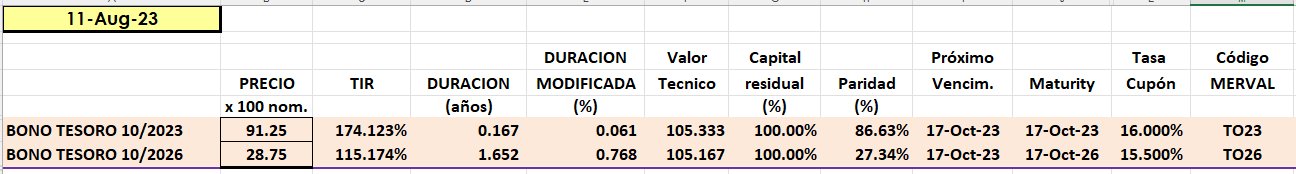 11-Aug-23
DURACION Valor Capital Próximo Tasa Código
PRECIO TIR DURACION MODIFICADA Tecnico residual Paridad Vencim. Maturity Cupón MERVAL
x 100 nom. (años) (%) (%) (%)
BONO TESORO 10/2023 91.25 174.123% 0.167 0.061 105.333 100.00% 86.63% 17-Oct-23 17-Oct-23 16.000% TO23
BONO TESORO 10/2026 28.75 115.174% 1.652 0.768 105.167 100.00% 27.34% 17-Oct-23 17-Oct-26 15.500% TO26